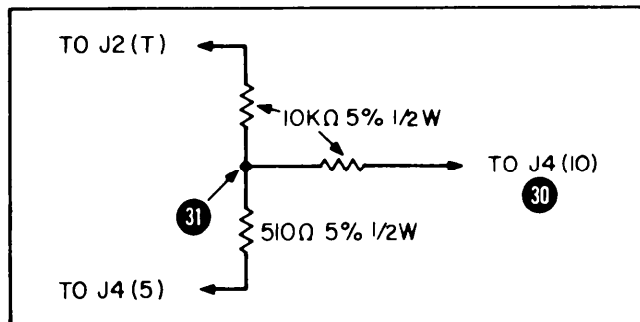 TO J2 (T)
10KΩ 5% 1/2W
TO J4 (10)
30
31
510Ω 5% 1/2W
TO J4 (5)